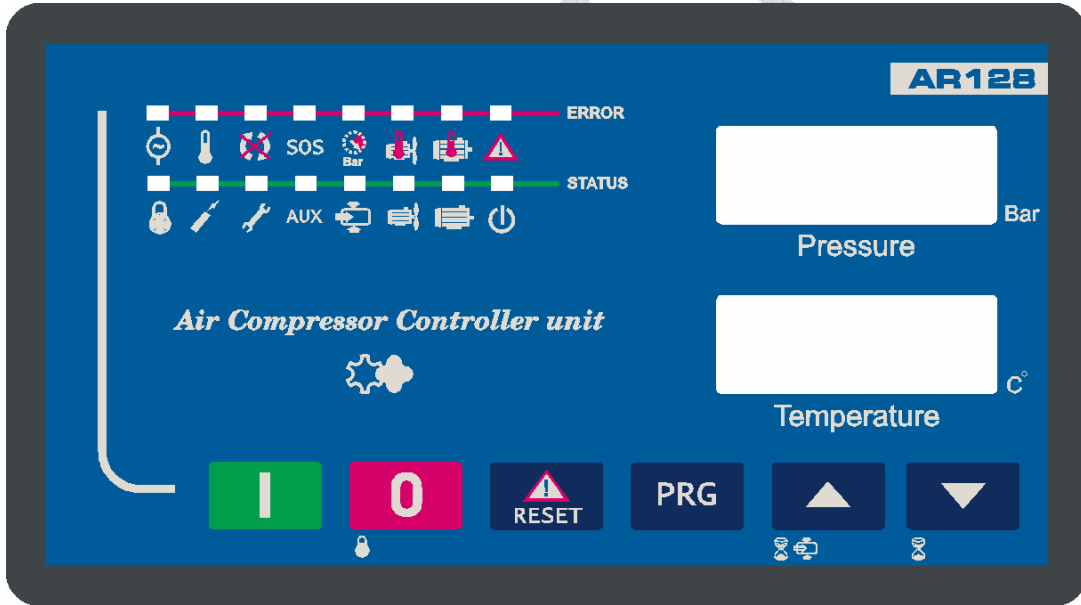 AR128
ERROR
SOS
Bar
STATUS
AUX
Bar
Pressure
Air Compressor Controller unit
C°
Temperature
I
0
RESET
PRG